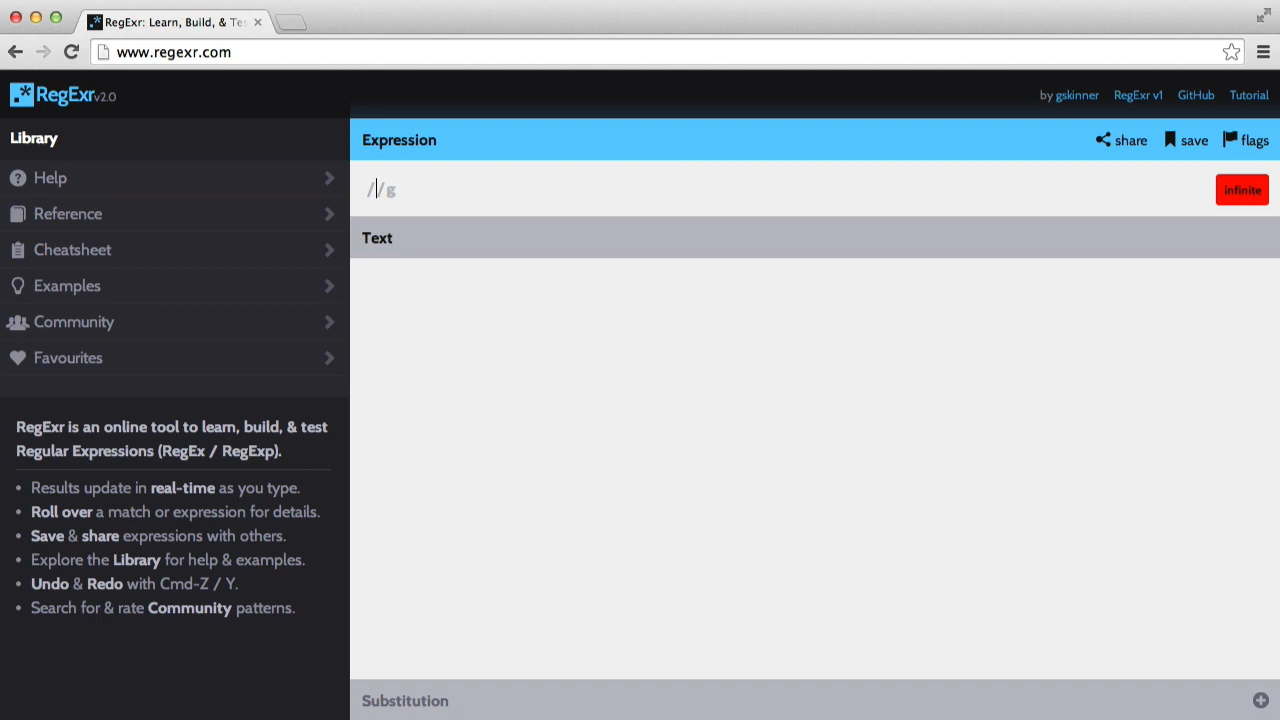 RegExr: Learn, Build, & Tes
www.regexr.com
RegExr v2.0
by gskinner RegExr v1 GitHub Tutorial
Library
Help
Reference
Cheatsheet
Examples
Community
Favourites
RegExr is an online tool to learn, build, & test
Regular Expressions (RegEx / RegExp).
• Results update in real-time as you type.
• Roll over a match or expression for details.
• Save & share expressions with others.
• Explore the Library for help & examples.
• Undo & Redo with Cmd-Z / Y.
• Search for & rate Community patterns.
Expression share save flags
//g infinite
Text
Substitution